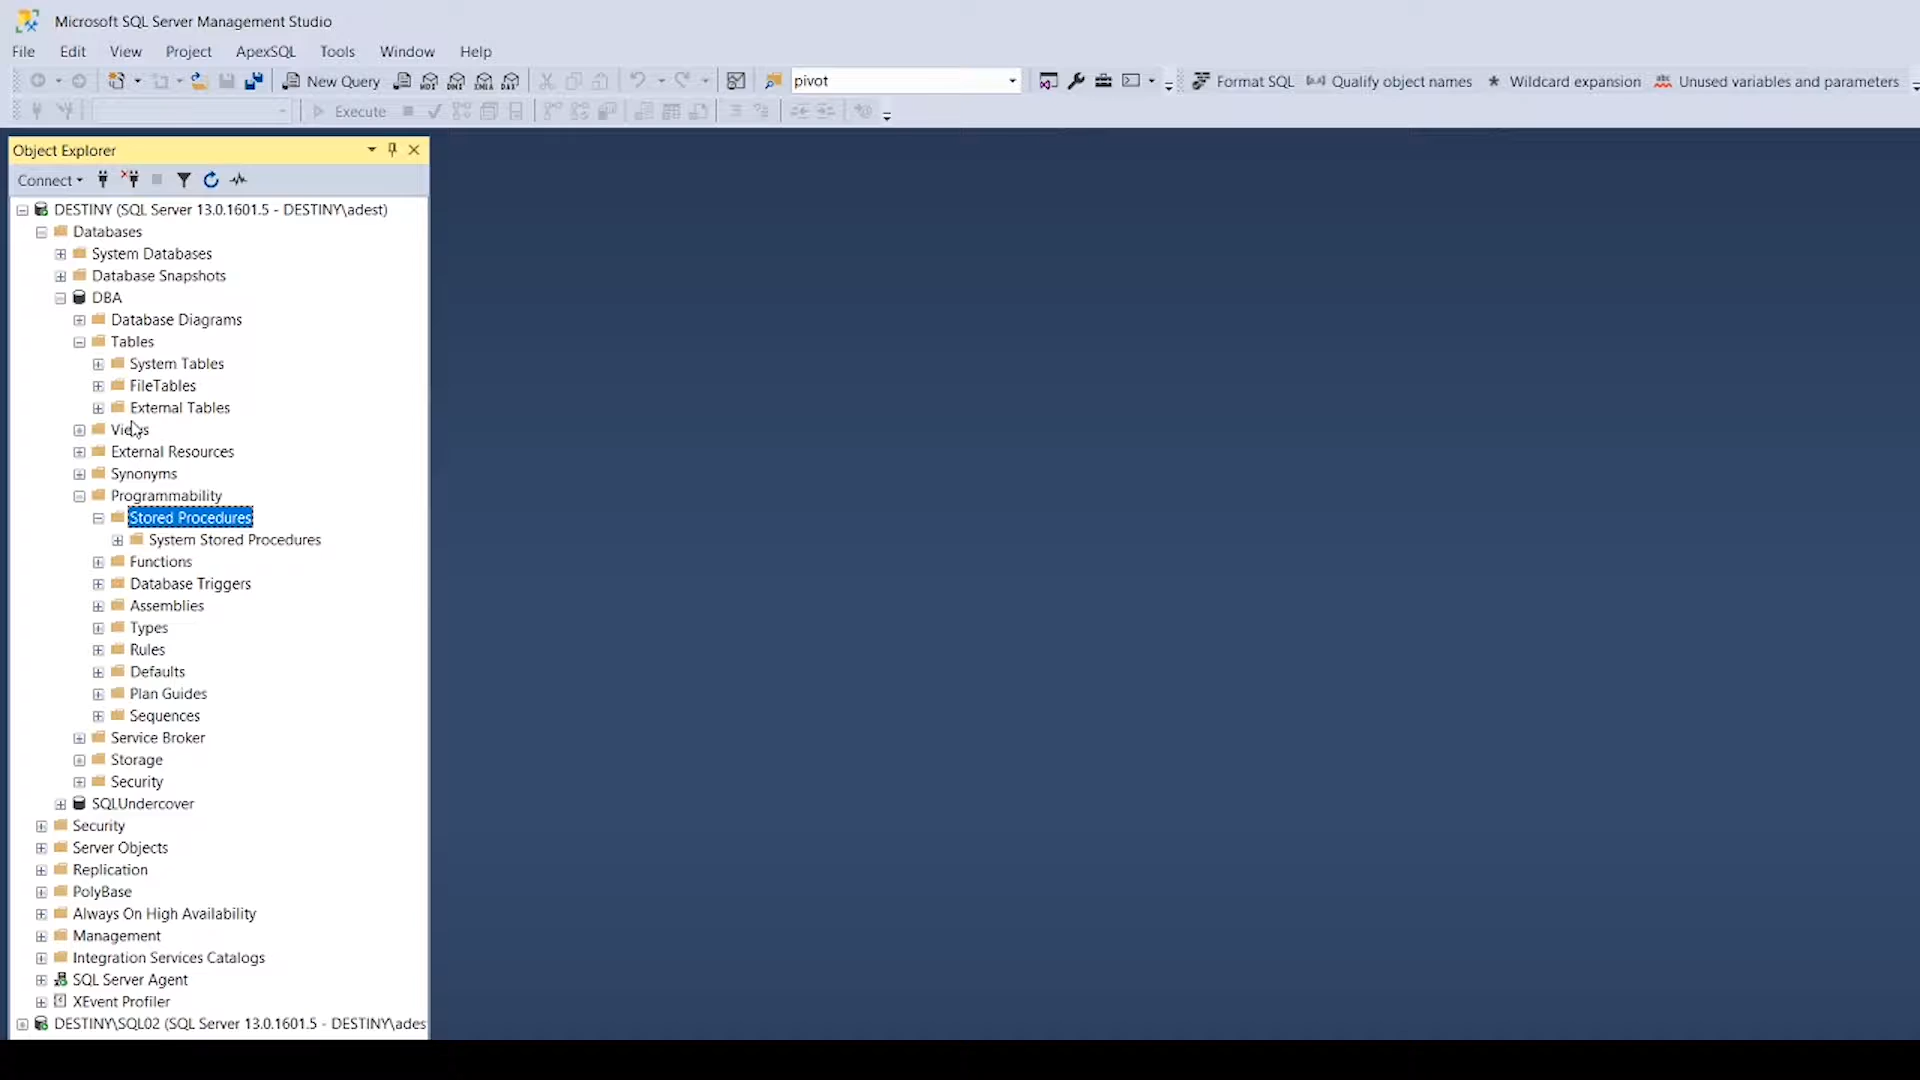 Microsoft SQL Server Management Studio
File Edit View Project ApexSQL Tools Window Help
New Query MDX DMX XMLA DAX pivot Format SQL Qualify object names Wildcard expansion Unused variables and parameters
Execute
Object Explorer
Connect
DESTINY (SQL Server 13.0.1601.5 - DESTINY\adest)
Databases
System Databases
Database Snapshots
DBA
Database Diagrams
Tables
System Tables
FileTables
External Tables
Views
External Resources
Synonyms
Programmability
Stored Procedures
System Stored Procedures
Functions
Database Triggers
Assemblies
Types
Rules
Defaults
Plan Guides
Sequences
Service Broker
Storage
Security
SQLUndercover
Security
Server Objects
Replication
PolyBase
Always On High Availability
Management
Integration Services Catalogs
SQL Server Agent
XEvent Profiler
DESTINY\SQL02 (SQL Server 13.0.1601.5 - DESTINY\ades